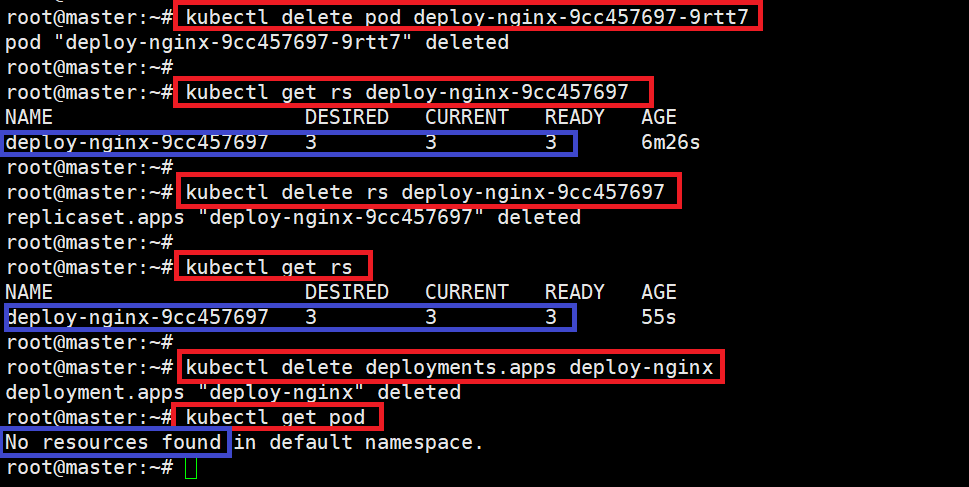 root@master:~# kubectl delete pod deploy-nginx-9cc457697-9rtt7
pod "deploy-nginx-9cc457697-9rtt7" deleted
root@master:~#
root@master:~# kubectl get rs deploy-nginx-9cc457697
NAME                     DESIRED   CURRENT   READY   AGE
deploy-nginx-9cc457697   3         3         3       6m26s
root@master:~#
root@master:~# kubectl delete rs deploy-nginx-9cc457697
replicaset.apps "deploy-nginx-9cc457697" deleted
root@master:~#
root@master:~# kubectl get rs
NAME                     DESIRED   CURRENT   READY   AGE
deploy-nginx-9cc457697   3         3         3       55s
root@master:~#
root@master:~# kubectl delete deployments.apps deploy-nginx
deployment.apps "deploy-nginx" deleted
root@master:~# kubectl get pod
No resources found in default namespace.
root@master:~#